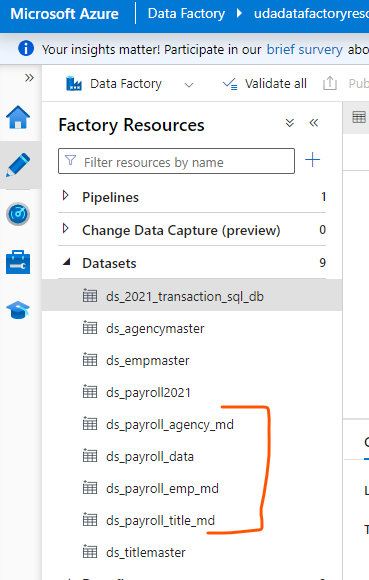 Microsoft Azure Data Factory udadatafactoryreso
Your insights matter! Participate in our brief survery abo
Data Factory Validate all Pu
Factory Resources
Filter resources by name
Pipelines 1
Change Data Capture (preview) 0
Datasets 9
ds_2021_transaction_sql_db
ds_agencymaster
ds_empmaster
ds_payroll2021
ds_payroll_agency_md
ds_payroll_data
ds_payroll_emp_md
ds_payroll_title_md
ds_titlemaster